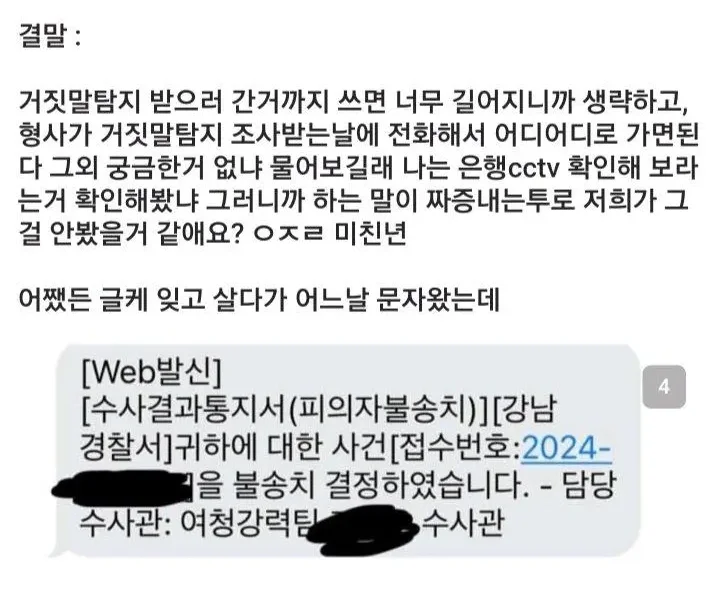 결말 :
거짓말탐지 받으러 간거까지 쓰면 너무 길어지니까 생략하고,
형사가 거짓말탐지 조사받는날에 전화해서 어디어디로 가면된
다 그외 궁금한거 없냐 물어보길래 나는 은행cctv 확인해 보라
는거 확인해봤냐 그러니까 하는 말이 짜증내는투로 저희가 그
걸 안봤을거 같애요? ㅇㅈㄹ 미친년
어쨌든 글케 잊고 살다가 어느날 문자왔는데
[Web발신]
[수사결과통지서(피의자불송치)][강남
경찰서]귀하에 대한 사건[접수번호:2024-
]을 불송치 결정하였습니다. - 담당
수사관: 여청강력팀 수사관
4